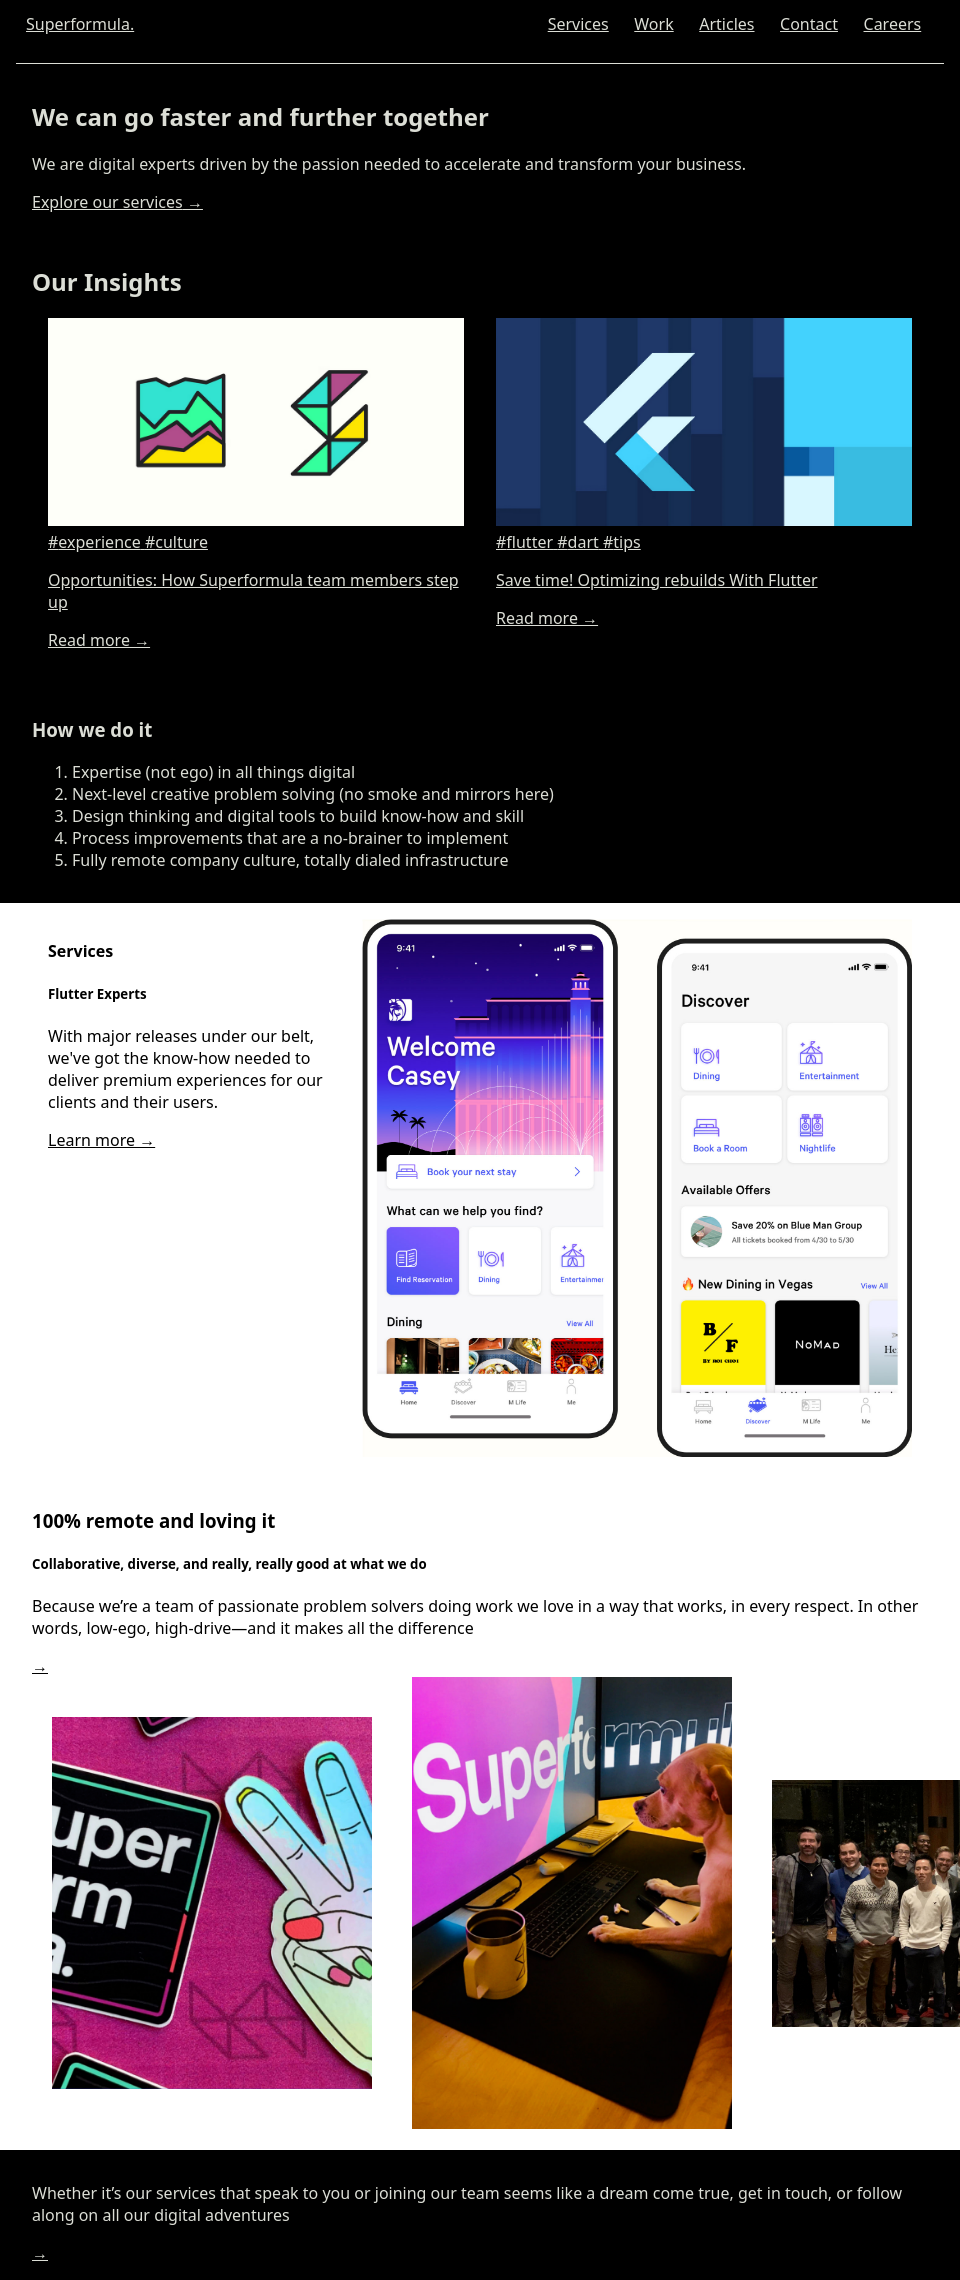 Superformula.
Services Work Articles Contact Careers
We can go faster and further together
We are digital experts driven by the passion needed to accelerate and transform your business.
Explore our services →
Our Insights
#experience #culture
Opportunities: How Superformula team members step
up
Read more →
#flutter #dart #tips
Save time! Optimizing rebuilds With Flutter
Read more →
How we do it
1. Expertise (not ego) in all things digital
2. Next-level creative problem solving (no smoke and mirrors here)
3. Design thinking and digital tools to build know-how and skill
4. Process improvements that are a no-brainer to implement
5. Fully remote company culture, totally dialed infrastructure
Services
Flutter Experts
With major releases under our belt,
we've got the know-how needed to
deliver premium experiences for our
clients and their users.
Learn more →
9:41
Welcome
Casey
Book your next stay
What can we help you find?
Find Reservation Dining Entertainmen
Dining View All
Home Discover M Life Me
9:41
Discover
Dining Entertainment
Book a Room Nightlife
Available Offers
Save 20% on Blue Man Group
All tickets booked from 4/30 to 5/30
🔥 New Dining in Vegas View All
B/F
BY ROI CHOI
NOMAD
He
Home Discover M Life Me
100% remote and loving it
Collaborative, diverse, and really, really good at what we do
Because we’re a team of passionate problem solvers doing work we love in a way that works, in every respect. In other
words, low-ego, high-drive—and it makes all the difference
→
uper
rm
a.
Superfo
rmul
Whether it’s our services that speak to you or joining our team seems like a dream come true, get in touch, or follow
along on all our digital adventures
→